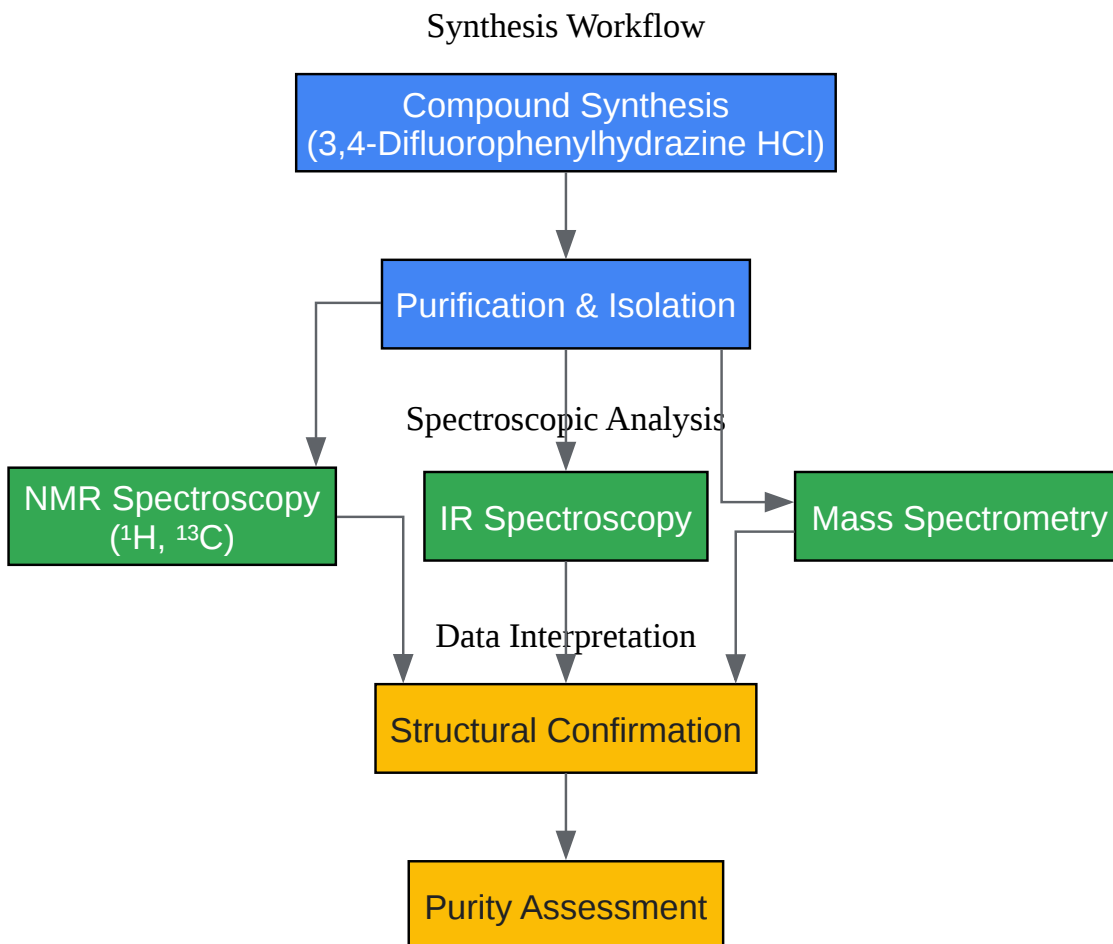 Synthesis Workflow
Compound Synthesis
(3,4-Difluorophenylhydrazine HCl)
Purification & Isolation
Spectroscopic Analysis
NMR Spectroscopy
(¹H, ¹³C)
IR Spectroscopy
Mass Spectrometry
Data Interpretation
Structural Confirmation
Purity Assessment